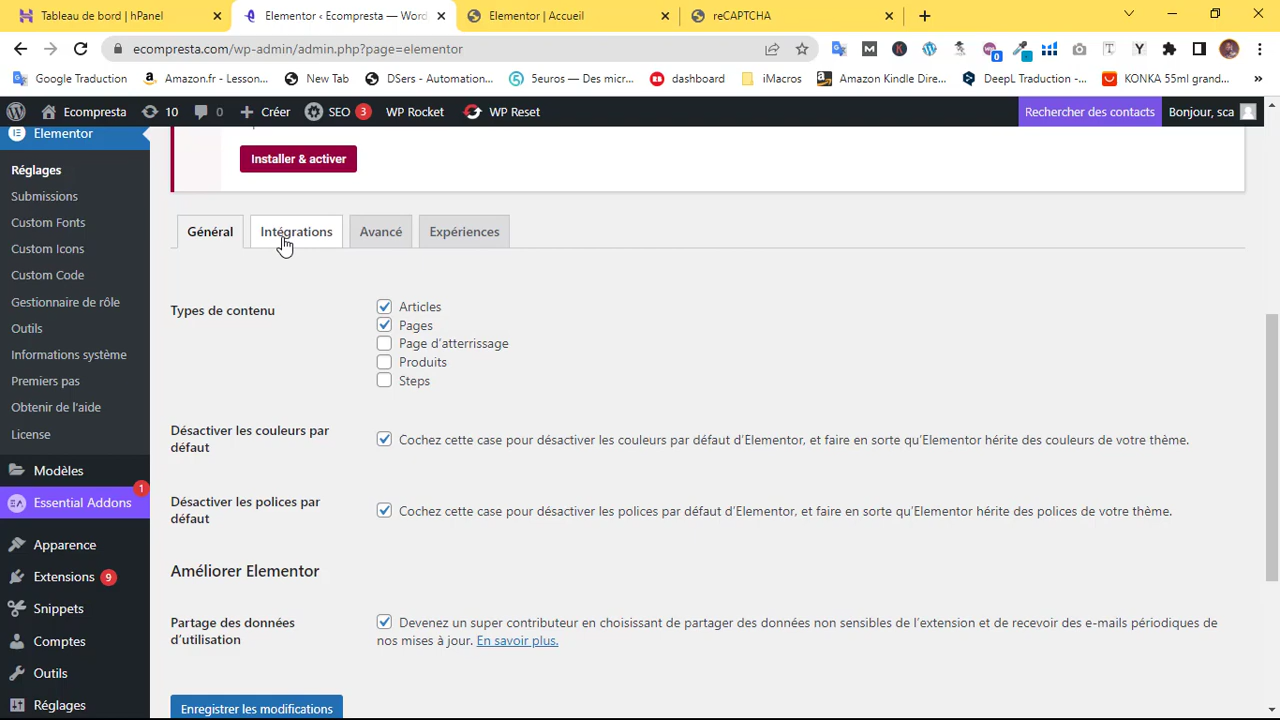 Tableau de bord | hPanel
Elementor ‹ Ecompresta — Word
Elementor | Accueil
reCAPTCHA
ecompresta.com/wp-admin/admin.php?page=elementor
Google Traduction
Amazon.fr - Lesson...
New Tab
DSers - Automation...
5euros — Des micr...
dashboard
iMacros
Amazon Kindle Dire...
DeepL Traduction -...
KONKA 55ml grand...
»
Ecompresta
10
0
Créer
SEO 3
WP Rocket
WP Reset
Rechercher des contacts
Bonjour, sca
Elementor
Réglages
Submissions
Custom Fonts
Custom Icons
Custom Code
Gestionnaire de rôle
Outils
Informations système
Premiers pas
Obtenir de l'aide
License
Modèles
Essential Addons 1
Apparence
Extensions 9
Snippets
Comptes
Outils
Réglages
Installer & activer
Général
Intégrations
Avancé
Expériences
Types de contenu
Articles
Pages
Page d'atterrissage
Produits
Steps
Désactiver les couleurs par
défaut
Cochez cette case pour désactiver les couleurs par défaut d'Elementor, et faire en sorte qu'Elementor hérite des couleurs de votre thème.
Désactiver les polices par
défaut
Cochez cette case pour désactiver les polices par défaut d'Elementor, et faire en sorte qu'Elementor hérite des polices de votre thème.
Améliorer Elementor
Partage des données
d'utilisation
Devenez un super contributeur en choisissant de partager des données non sensibles de l'extension et de recevoir des e-mails périodiques de
nos mises à jour. En savoir plus.
Enregistrer les modifications